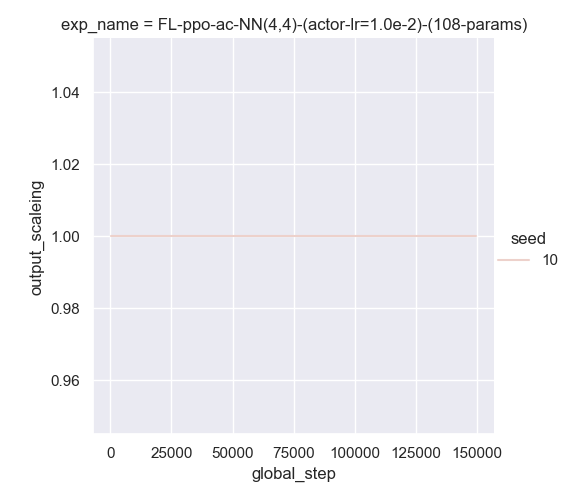 exp_name = FL-ppo-ac-NN(4,4)-(actor-lr=1.0e-2)-(108-params)
1.04
1.02
1.00
0.98
0.96
output_scaleing
seed
10
0 25000 50000 75000 100000 125000 150000
global_step